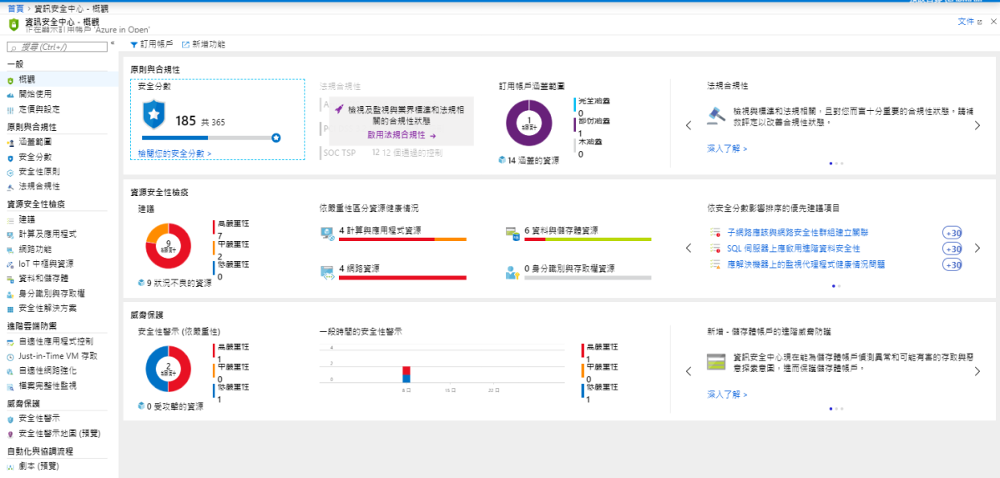 首頁 > 資訊安全中心 - 概觀
資訊安全中心 - 概觀
正在顯示訂用帳戶 'Azure in Open'
文件
搜尋 (Ctrl+/)
訂用帳戶
新增功能
一般
概觀
開始使用
定價與設定
原則與合規性
涵蓋範圍
安全分數
安全性原則
法規合規性
資源安全性檢疫
建議
計算及應用程式
網路功能
IoT 中樞與資源
資料和儲存體
身分識別與存取權
安全性解決方案
進階雲端防禦
自適性應用程式控制
Just-in-Time VM 存取
自適性網路強化
檔案完整性監視
威脅保護
安全性警示
安全性警示地圖 (預覽)
自動化與協調流程
劇本 (預覽)
原則與合規性
安全分數
185 共 365
檢閱您的安全分數 >
法規合規性
檢視及監視與業界標準和法規相
關的合規性狀態
啟用法規合規性 →
SOC TSP 12 12 個通過的控制
訂用帳戶涵蓋範圍
1
總計
完全涵蓋
0
部份涵蓋
1
未涵蓋
0
14 涵蓋的資源
法規合規性
檢視與標準和法規相關，且對您而言十分重要的合規性狀態。請補
救評定以改善合規性狀態。
深入了解 >
資源安全性檢疫
建議
9
總計
高嚴重性
7
中嚴重性
2
低嚴重性
0
9 狀況不良的資源
依嚴重性區分資源健康情況
4 計算與應用程式資源
6 資料與儲存體資源
4 網路資源
0 身分識別與存取權資源
依安全分數影響排序的優先建議項目
子網路應該與網路安全性群組建立關聯 +30
SQL 伺服器上應啟用進階資料安全性 +30
應解決機器上的監視代理程式健康情況問題 +30
威脅保護
安全性警示 (依嚴重性)
2
總計
高嚴重性
1
中嚴重性
0
低嚴重性
1
0 受攻擊的資源
一段時間的安全性警示
4
2
0
8 日
15 日
22 日
高嚴重性
1
中嚴重性
0
低嚴重性
1
新增 - 儲存體帳戶的進階威脅防護
資訊安全中心現在能為儲存體帳戶偵測異常和可能有害的存取與惡
意探索意圖，進而保護儲存體帳戶。
深入了解 >